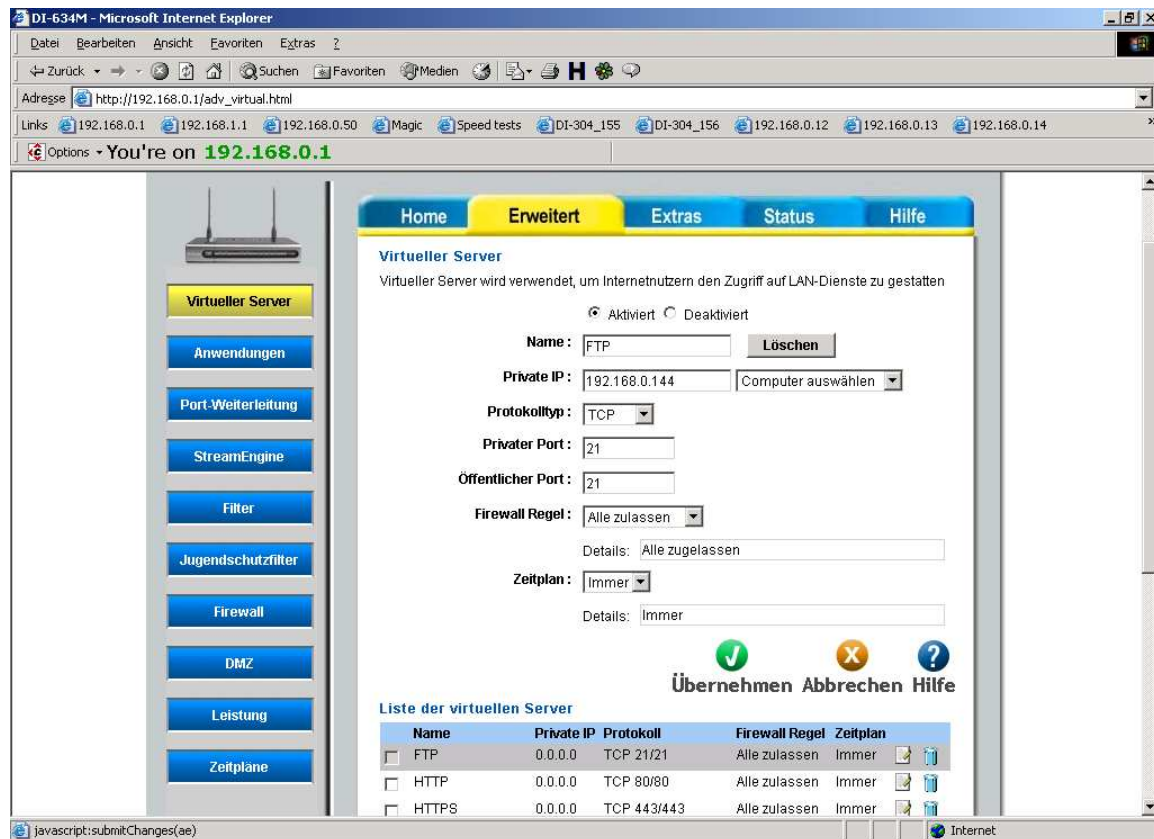 DI-634M - Microsoft Internet Explorer
Datei Bearbeiten Ansicht Favoriten Extras ?
Zurück Suchen Favoriten Medien H
Adresse http://192.168.0.1/adv_virtual.html
Links 192.168.0.1 192.168.1.1 192.168.0.50 Magic Speed tests DI-304_155 DI-304_156 192.168.0.12 192.168.0.13 192.168.0.14 »
Options You're on 192.168.0.1
Home Erweitert Extras Status Hilfe
Virtueller Server
Anwendungen
Port-Weiterleitung
StreamEngine
Filter
Jugendschutzfilter
Firewall
DMZ
Leistung
Zeitpläne
Virtueller Server
Virtueller Server wird verwendet, um Internetnutzern den Zugriff auf LAN-Dienste zu gestatten
Aktiviert Deaktiviert
Name : FTP Löschen
Private IP : 192.168.0.144 Computer auswählen
Protokolltyp : TCP
Privater Port : 21
Öffentlicher Port : 21
Firewall Regel : Alle zulassen
Details: Alle zugelassen
Zeitplan : Immer
Details: Immer
Übernehmen Abbrechen Hilfe
Liste der virtuellen Server
Name Private IP Protokoll Firewall Regel Zeitplan
FTP 0.0.0.0 TCP 21/21 Alle zulassen Immer
HTTP 0.0.0.0 TCP 80/80 Alle zulassen Immer
HTTPS 0.0.0.0 TCP 443/443 Alle zulassen Immer
javascript:submitChanges(ae) Internet